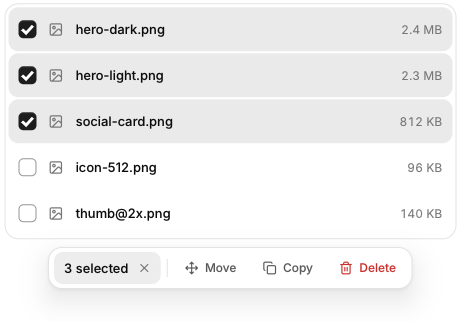 hero-dark.png 2.4 MB
hero-light.png 2.3 MB
social-card.png 812 KB
icon-512.png 96 KB
thumb@2x.png 140 KB
3 selected Move Copy Delete